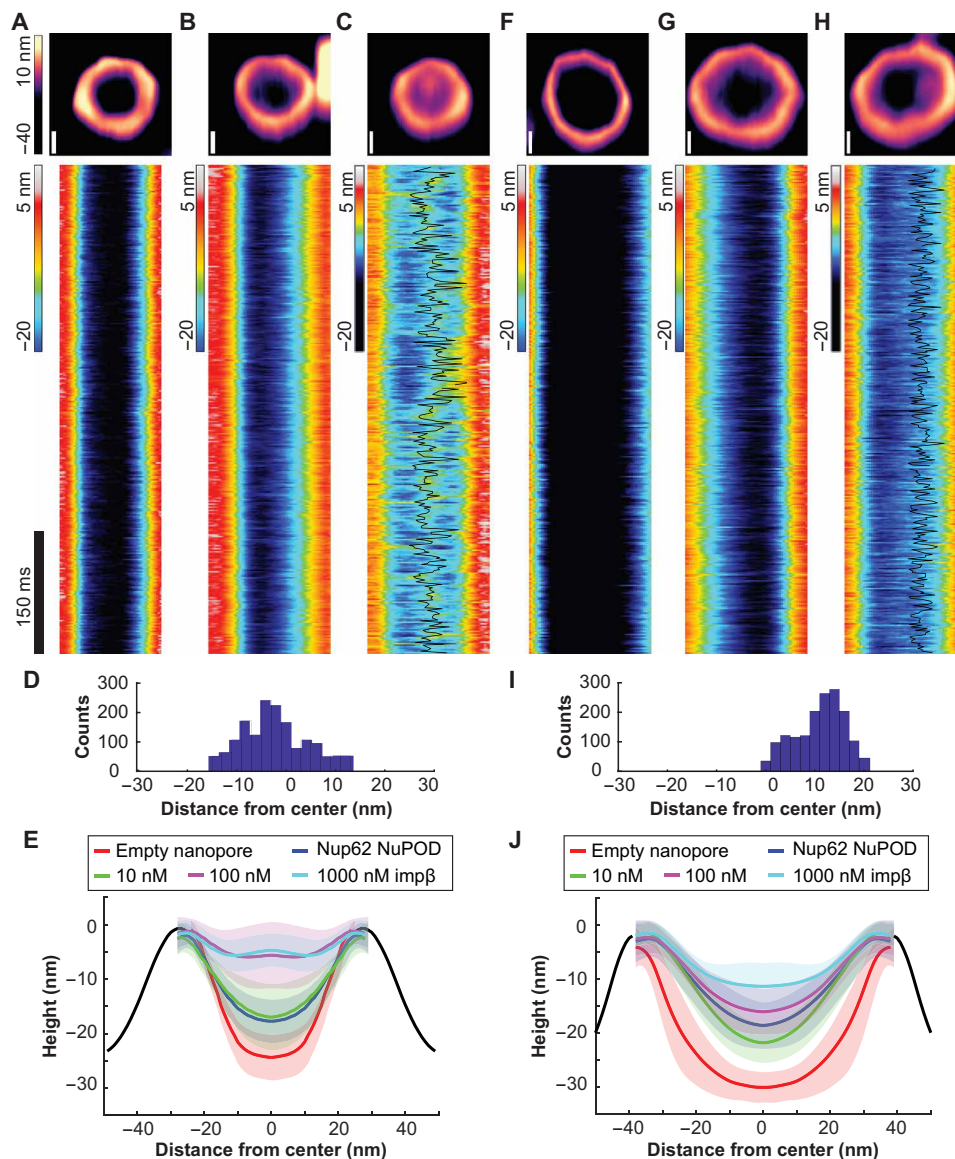 A
B
C
F
G
H
10 nm
−40
5 nm
−20
5 nm
−20
5 nm
−20
5 nm
−20
5 nm
−20
5 nm
−20
150 ms
D
Counts
300
200
100
0
−30 −20 −10 0 10 20 30
Distance from center (nm)
I
Counts
300
200
100
0
−30 −20 −10 0 10 20 30
Distance from center (nm)
E
Empty nanopore Nup62 NuPOD
10 nM 100 nM 1000 nM impβ
Height (nm)
0
−10
−20
−30
−40 −20 0 20 40
Distance from center (nm)
J
Empty nanopore Nup62 NuPOD
10 nM 100 nM 1000 nM impβ
Height (nm)
0
−10
−20
−30
−40 −20 0 20 40
Distance from center (nm)